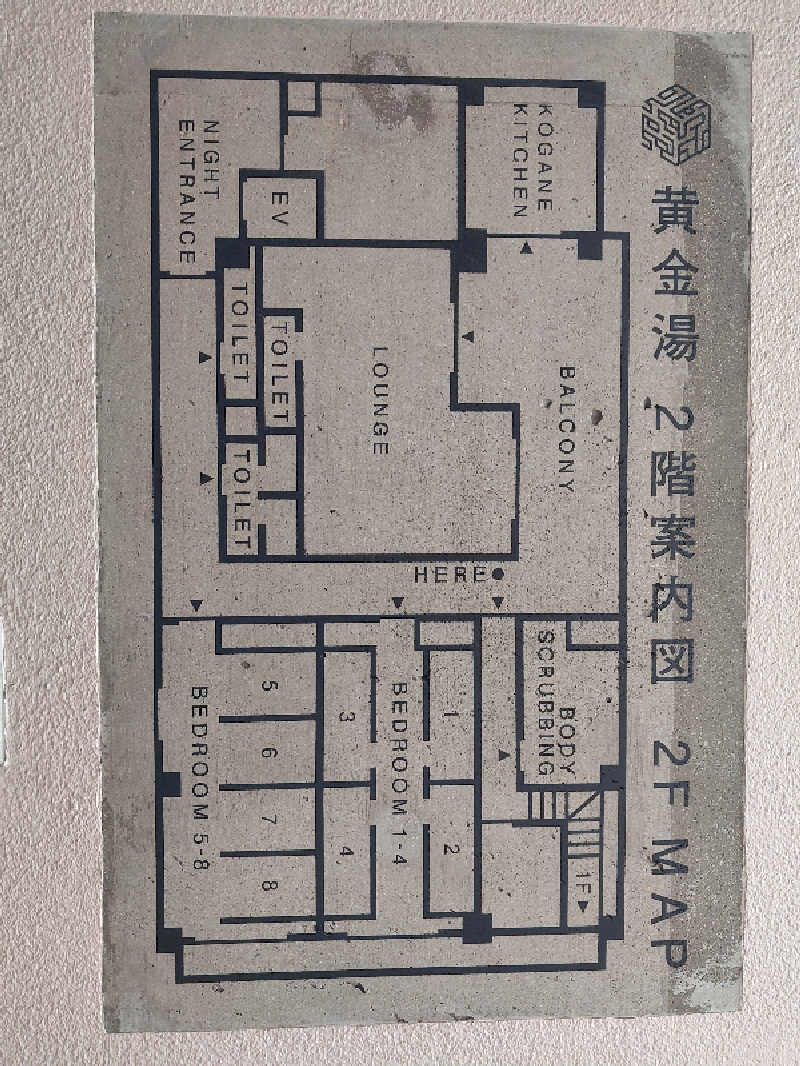 黄金湯 2階案内図 2F MAP
KOGANE
KITCHEN
BALCONY
BODY
SCRUBBING
1F▶
HERE●
NIGHT
ENTRANCE
EV
LOUNGE
TOILET
TOILET
TOILET
BEDROOM 1-4
1
2
3
4
BEDROOM 5-8
5
6
7
8